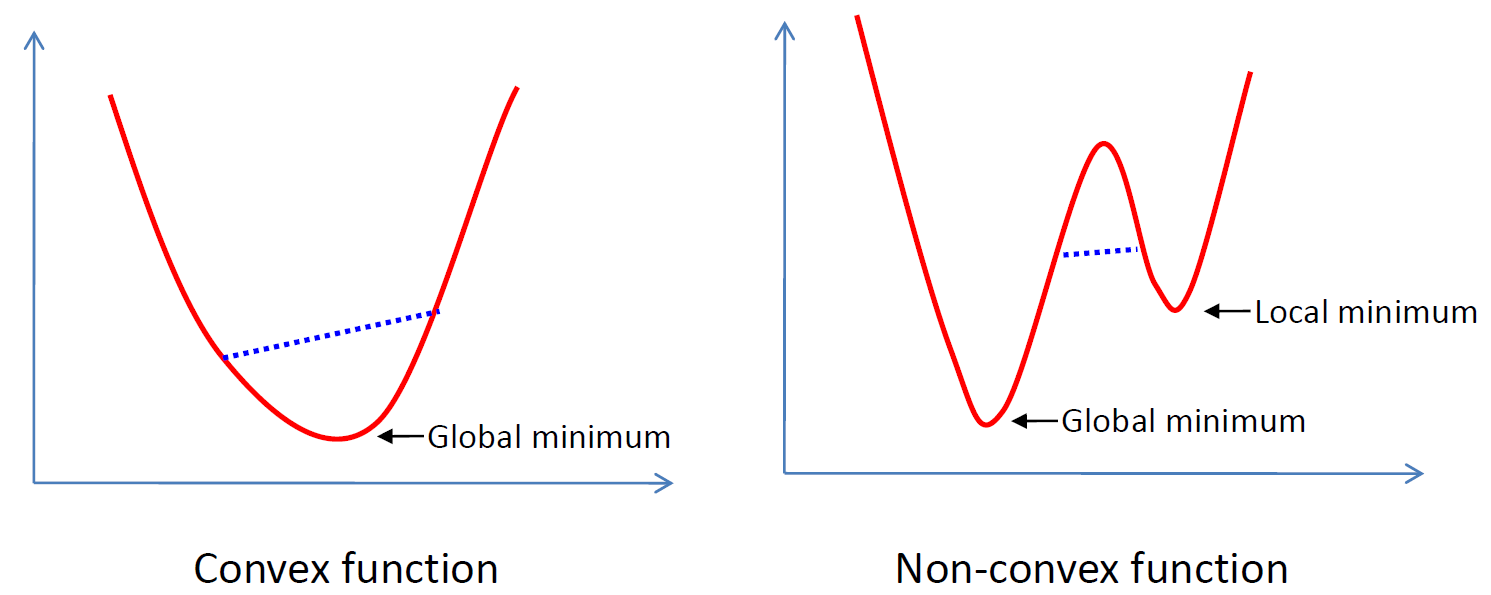 Global minimum
Convex function
Local minimum
Global minimum
Non-convex function